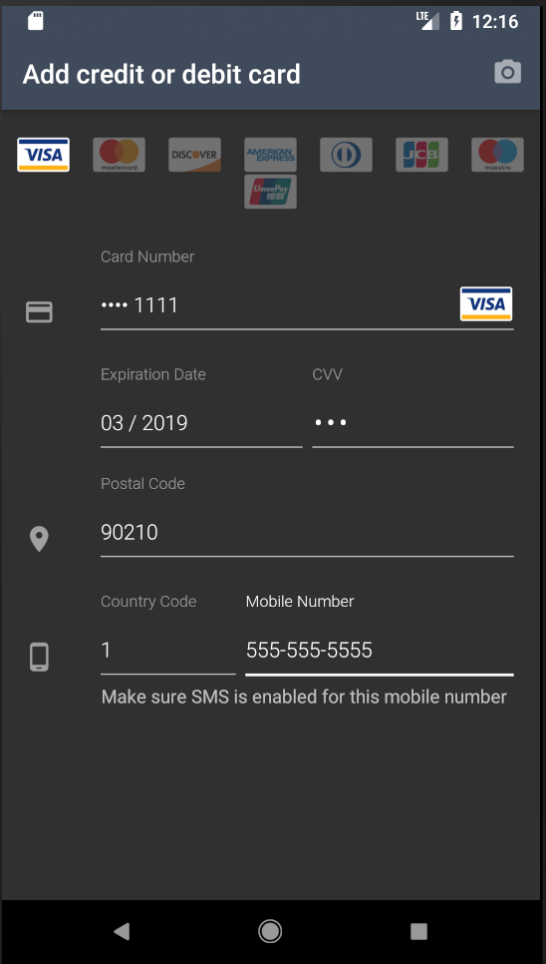 LTE 12:16
Add credit or debit card
VISA mastercard DISCOVER AMERICAN EXPRESS JCB maestro
UnionPay 银联
Card Number
•••• 1111 VISA
Expiration Date CVV
03 / 2019 •••
Postal Code
90210
Country Code Mobile Number
1 555-555-5555
Make sure SMS is enabled for this mobile number